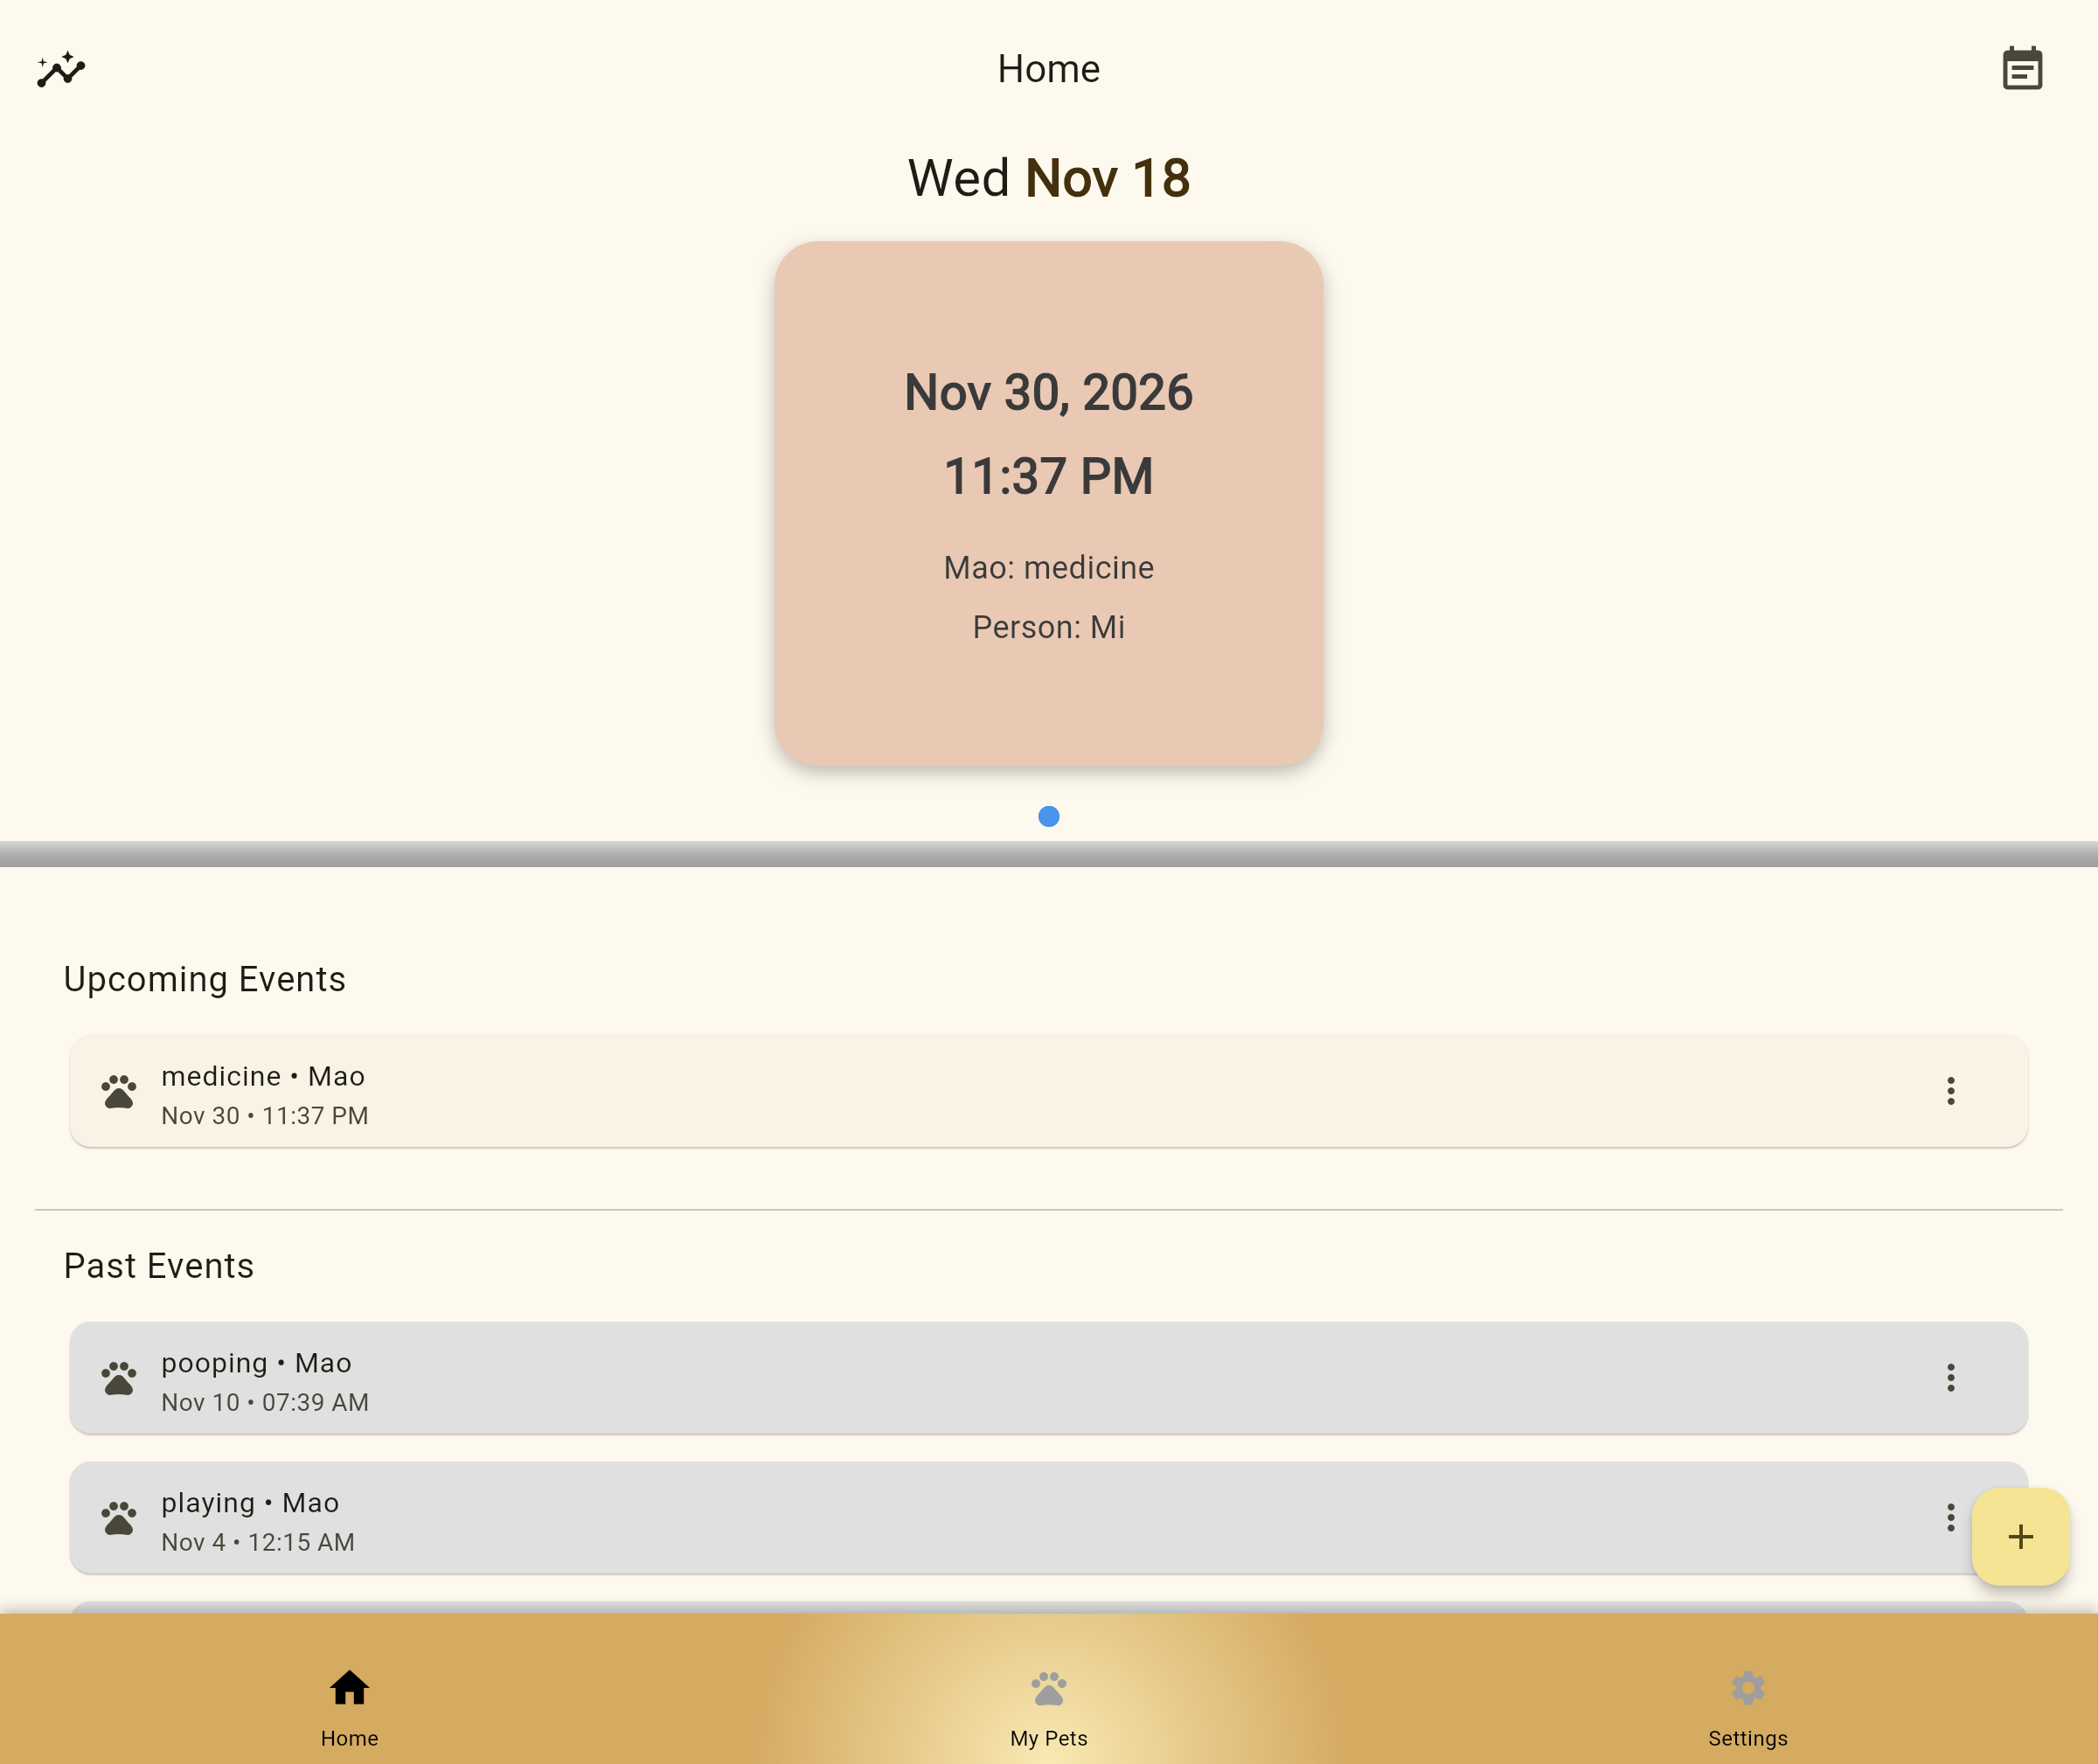 Home
Wed Nov 18
Nov 30, 2026
11:37 PM
Mao: medicine
Person: Mi
Upcoming Events
medicine • Mao
Nov 30 • 11:37 PM
Past Events
pooping • Mao
Nov 10 • 07:39 AM
playing • Mao
Nov 4 • 12:15 AM
Home
My Pets
Settings